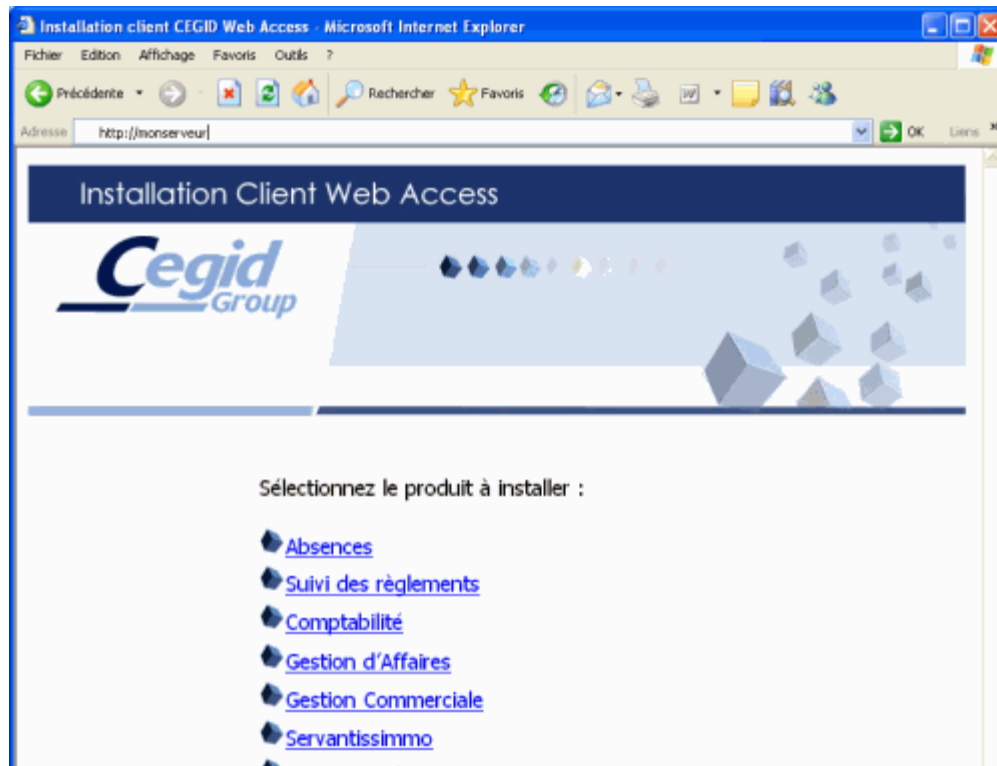 Installation client CEGID Web Access - Microsoft Internet Explorer
Fichier Edition Affichage Favoris Outils ?
Précédente Rechercher Favoris
Adresse http://monserveur OK Liens »
Installation Client Web Access
Cegid
Group
Sélectionnez le produit à installer :
Absences
Suivi des règlements
Comptabilité
Gestion d'Affaires
Gestion Commerciale
Servantissimmo